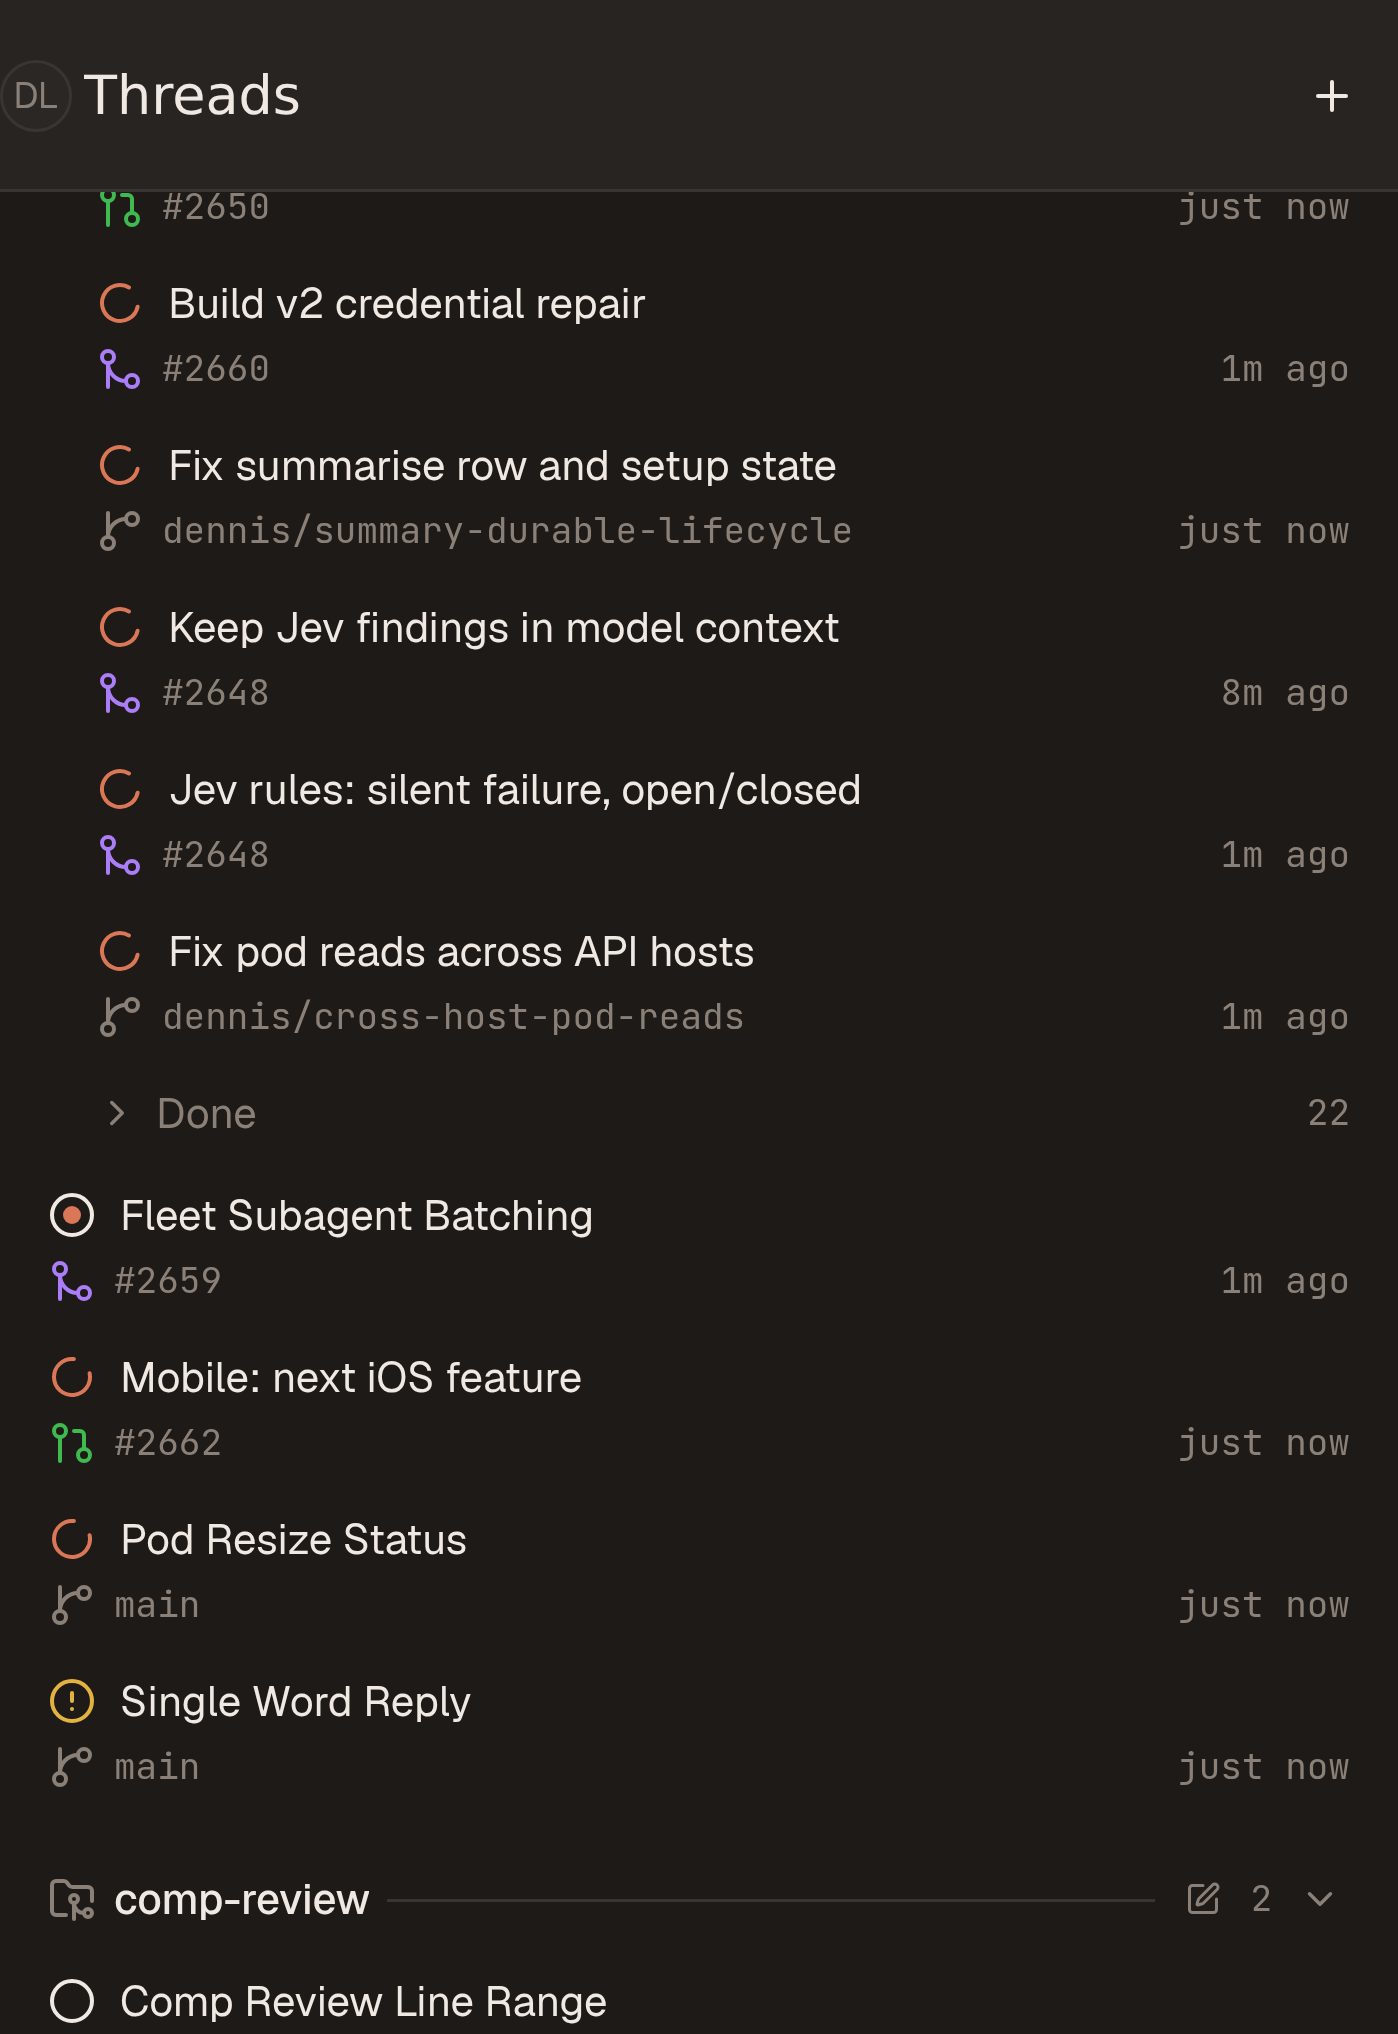 DL Threads
#2650 just now
Build v2 credential repair
#2660 1m ago
Fix summarise row and setup state
dennis/summary-durable-lifecycle just now
Keep Jev findings in model context
#2648 8m ago
Jev rules: silent failure, open/closed
#2648 1m ago
Fix pod reads across API hosts
dennis/cross-host-pod-reads 1m ago
Done 22
Fleet Subagent Batching
#2659 1m ago
Mobile: next iOS feature
#2662 just now
Pod Resize Status
main just now
Single Word Reply
main just now
comp-review 2
Comp Review Line Range